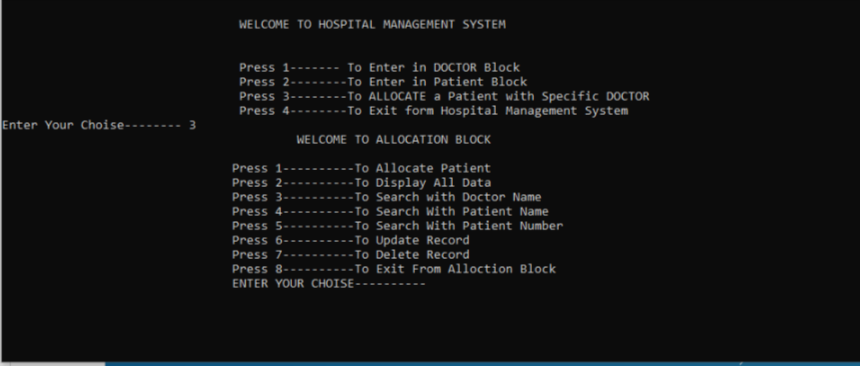 WELCOME TO HOSPITAL MANAGEMENT SYSTEM
Press 1------- To Enter in DOCTOR Block
Press 2--------To Enter in Patient Block
Press 3--------To ALLOCATE a Patient with Specific DOCTOR
Press 4--------To Exit form Hospital Management System
Enter Your Choise-------- 3
WELCOME TO ALLOCATION BLOCK
Press 1----------To Allocate Patient
Press 2----------To Display All Data
Press 3----------To Search with Doctor Name
Press 4----------To Search With Patient Name
Press 5----------To Search With Patient Number
Press 6----------To Update Record
Press 7----------To Delete Record
Press 8----------To Exit From Alloction Block
ENTER YOUR CHOISE----------